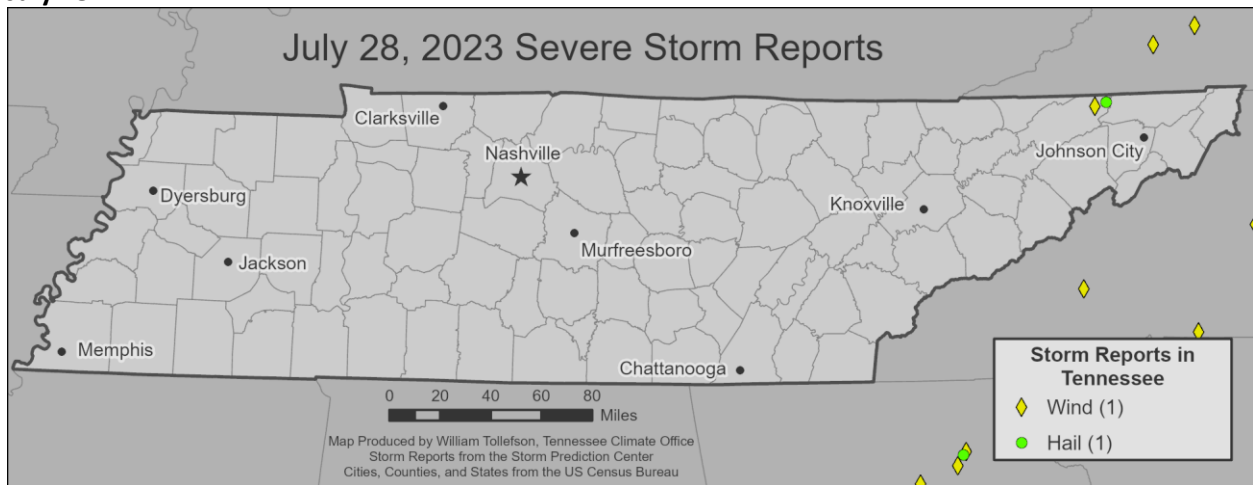 July 28, 2023 Severe Storm Reports
Clarksville
Nashville
Johnson City
Dyersburg
Knoxville
Murfreesboro
Jackson
Memphis
Chattanooga
Storm Reports in
Tennessee
Wind (1)
Hail (1)
0 20 40 60 80
Miles
Map Produced by William Tollefson, Tennessee Climate Office
Storm Reports from the Storm Prediction Center
Cities, Counties, and States from the US Census Bureau